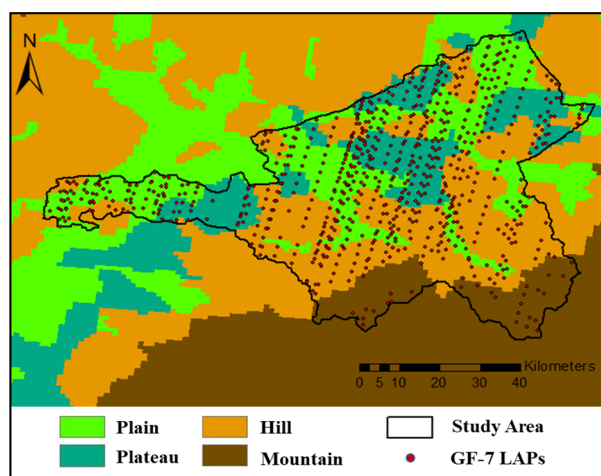 N
Kilometers
0 5 10 20 30 40
Plain Hill Study Area
Plateau Mountain GF-7 LAPs